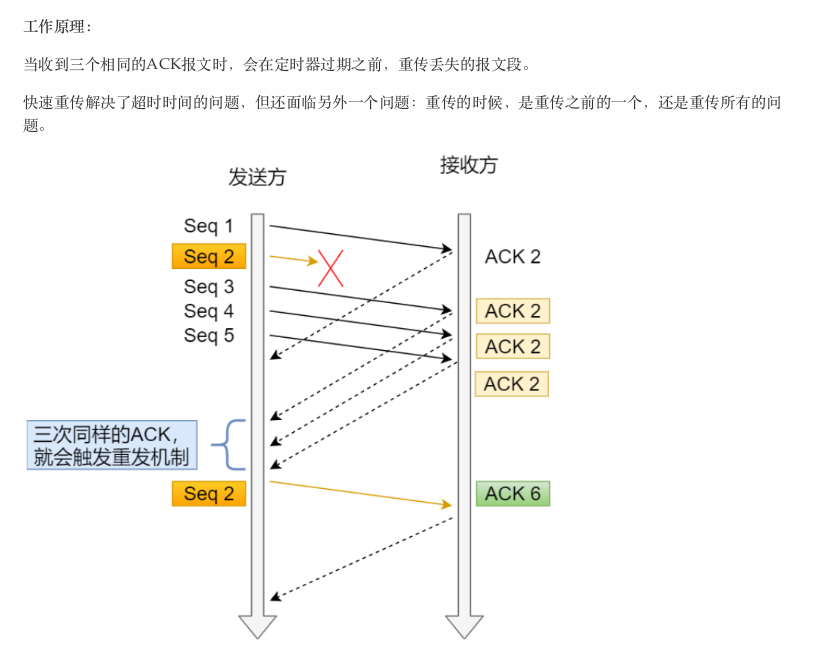 工作原理：
当收到三个相同的ACK报文时，会在定时器过期之前，重传丢失的报文段。
快速重传解决了超时时间的问题，但还面临另外一个问题：重传的时候，是重传之前的一个，还是重传所有的问
题。
发送方
接收方
Seq 1
Seq 2
ACK 2
Seq 3
Seq 4
ACK 2
Seq 5
ACK 2
ACK 2
三次同样的ACK，
就会触发重发机制
Seq 2
ACK 6